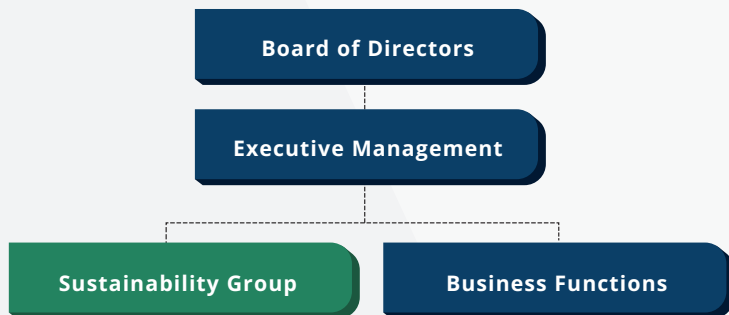 Board of Directors
Executive Management
Sustainability Group
Business Functions